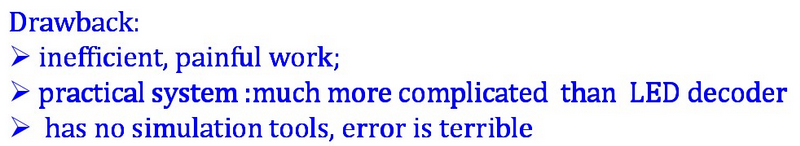 Drawback:
➢ inefficient, painful work;
➢ practical system :much more complicated than LED decoder
➢ has no simulation tools, error is terrible